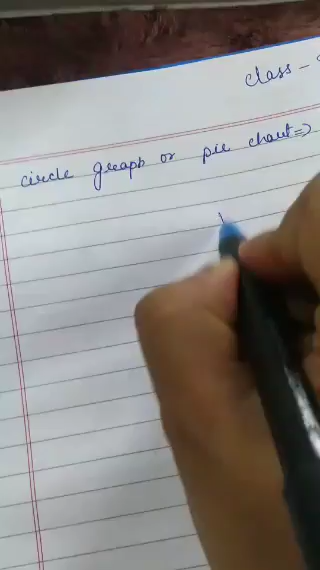 class -
circle graph or pie chart =>